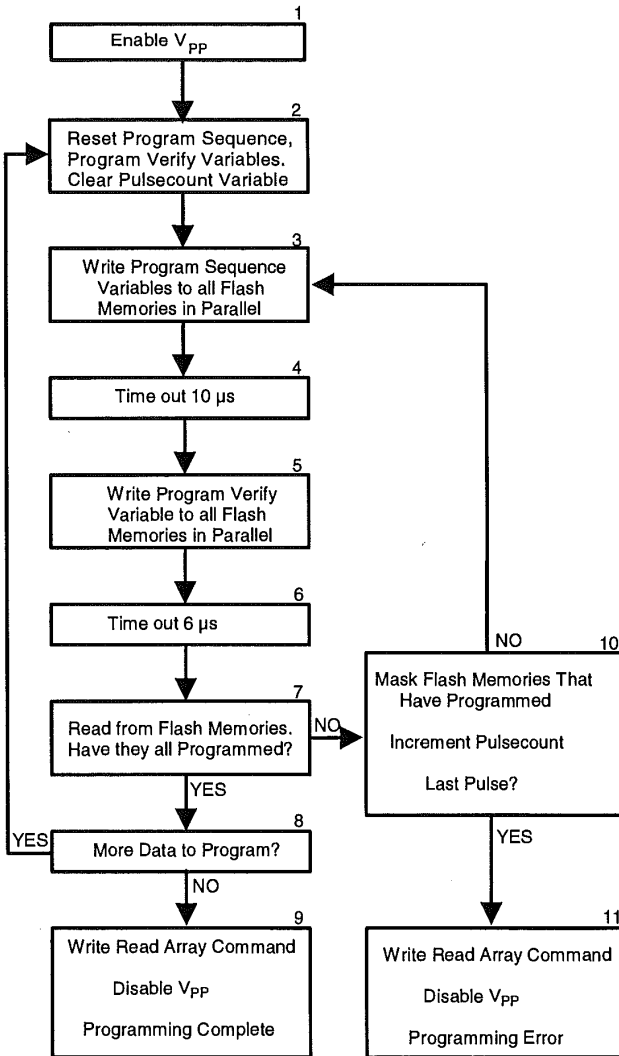 1
Enable VPP
2
Reset Program Sequence,
Program Verify Variables.
Clear Pulsecount Variable
3
Write Program Sequence
Variables to all Flash
Memories in Parallel
4
Time out 10 µs
5
Write Program Verify
Variable to all Flash
Memories in Parallel
6
Time out 6 µs
7
Read from Flash Memories.
Have they all Programmed?
NO
YES
8
More Data to Program?
YES
NO
9
Write Read Array Command
Disable VPP
Programming Complete
10
NO
Mask Flash Memories That
Have Programmed
Increment Pulsecount
Last Pulse?
YES
11
Write Read Array Command
Disable VPP
Programming Error